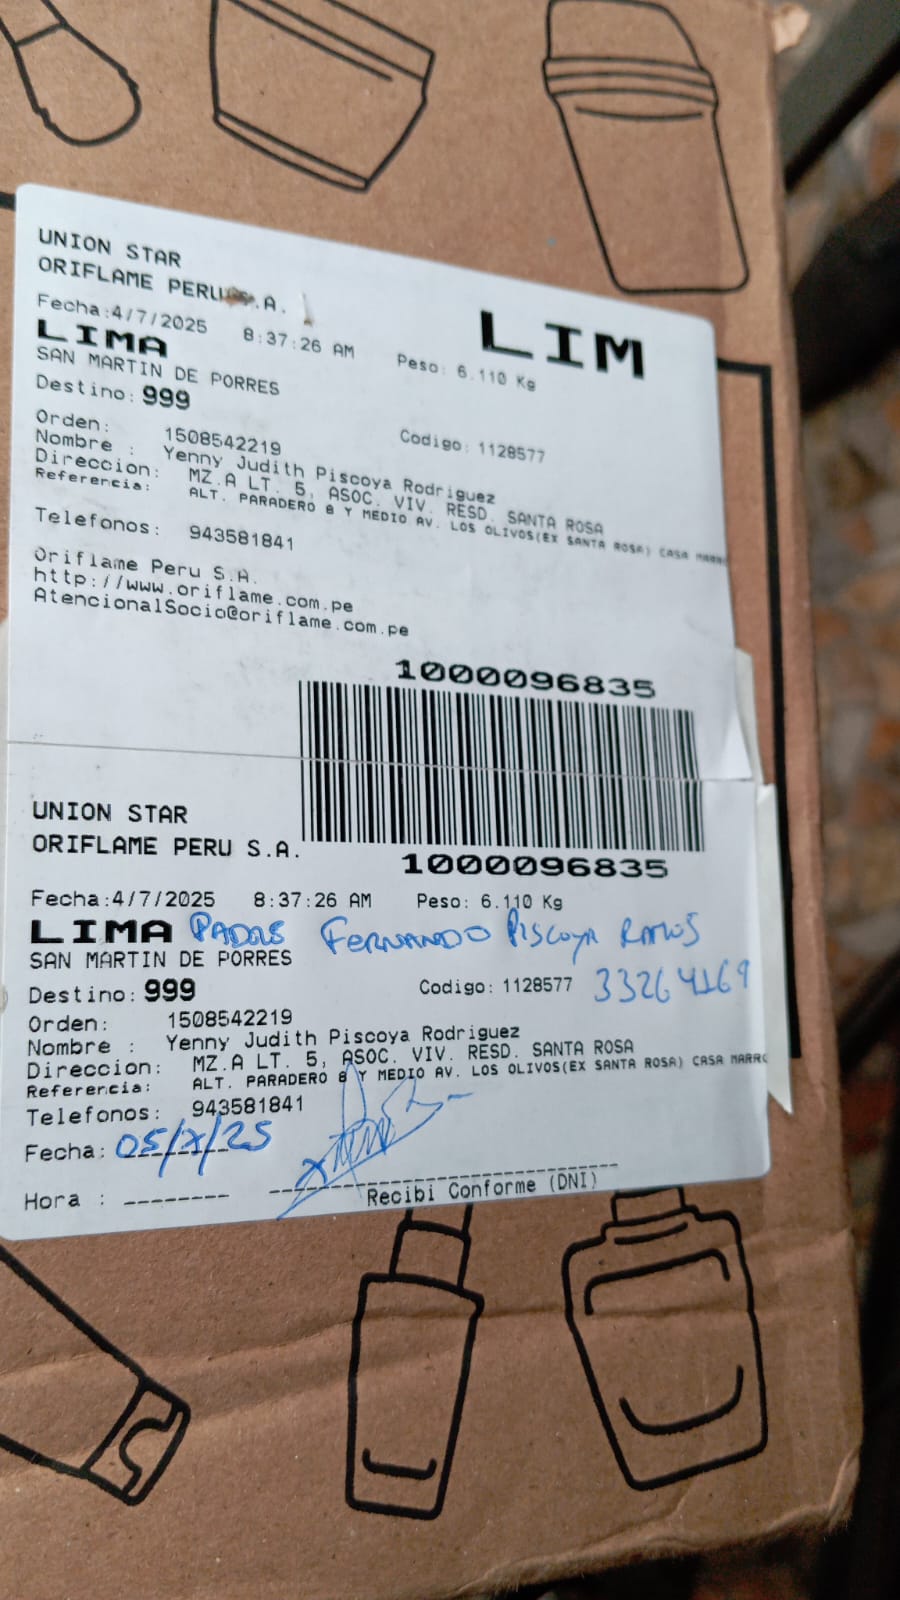 UNION STAR
ORIFLAME PERU S.A.
Fecha:4/7/2025 8:37:26 AM Peso: 6.110 Kg
LIM
LIMA
SAN MARTIN DE PORRES
Destino: 999
Orden: 1508542219 Codigo: 1128577
Nombre : Yenny Judith Piscoya Rodriguez
Direccion: MZ.A LT. 5, ASOC. VIV. RESD. SANTA ROSA
Referencia: ALT. PARADERO 8 Y MEDIO AV. LOS OLIVOS(EX SANTA ROSA) CASA
Telefonos: 943581841
Oriflame Peru S.A.
http://www.oriflame.com.pe
AtencionalSocio@oriflame.com.pe
1000096835
1000096835
UNION STAR
ORIFLAME PERU S.A.
Fecha:4/7/2025 8:37:26 AM Peso: 6.110 Kg
LIMA PADRE FERNANDO PISCOYA RAMOS
SAN MARTIN DE PORRES
Destino: 999 Codigo: 1128577 33264169
Orden: 1508542219
Nombre : Yenny Judith Piscoya Rodriguez
Direccion: MZ.A LT. 5, ASOC. VIV. RESD. SANTA ROSA
Referencia: ALT. PARADERO 8 Y MEDIO AV. LOS OLIVOS(EX SANTA ROSA) CASA MARRO
Telefonos: 943581841
Fecha: 05/7/25
Hora : Recibi Conforme (DNI)